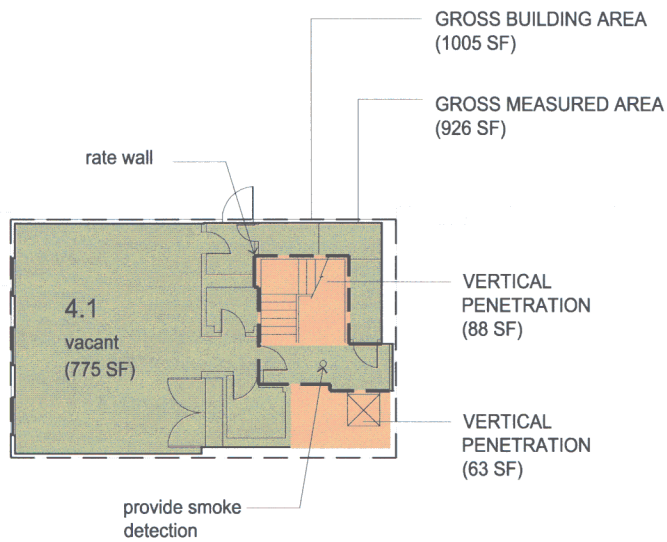 GROSS BUILDING AREA
(1005 SF)
GROSS MEASURED AREA
(926 SF)
rate wall
VERTICAL
PENETRATION
(88 SF)
4.1
vacant
(775 SF)
VERTICAL
PENETRATION
(63 SF)
provide smoke
detection